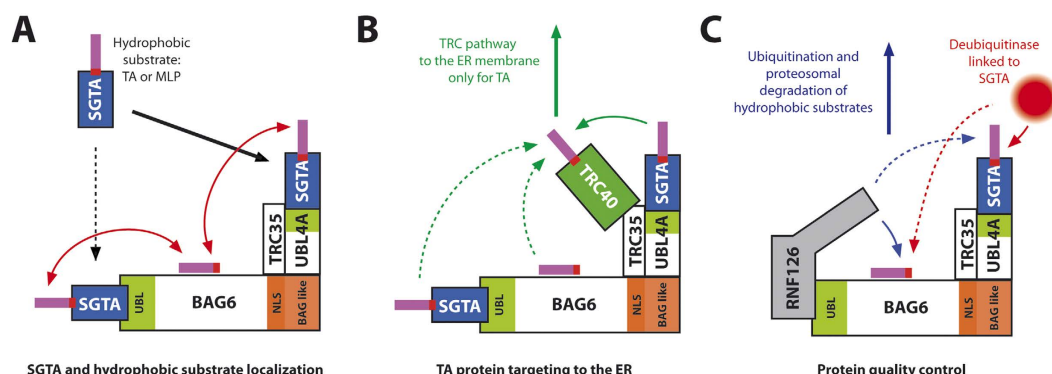 A
Hydrophobic
substrate:
TA or MLP
SGTA
SGTA
TRC35
UBL4A
SGTA
UBL
BAG6
NLS
BAG like
SGTA and hydrophobic substrate localization
B
TRC pathway
to the ER membrane
only for TA
TRC40
SGTA
TRC35
UBL4A
SGTA
UBL
BAG6
NLS
BAG like
TA protein targeting to the ER
C
Ubiquitination and
proteosomal
degradation of
hydrophobic substrates
Deubiquitinase
linked to
SGTA
SGTA
TRC35
UBL4A
RNF126
UBL
BAG6
NLS
BAG like
Protein quality control